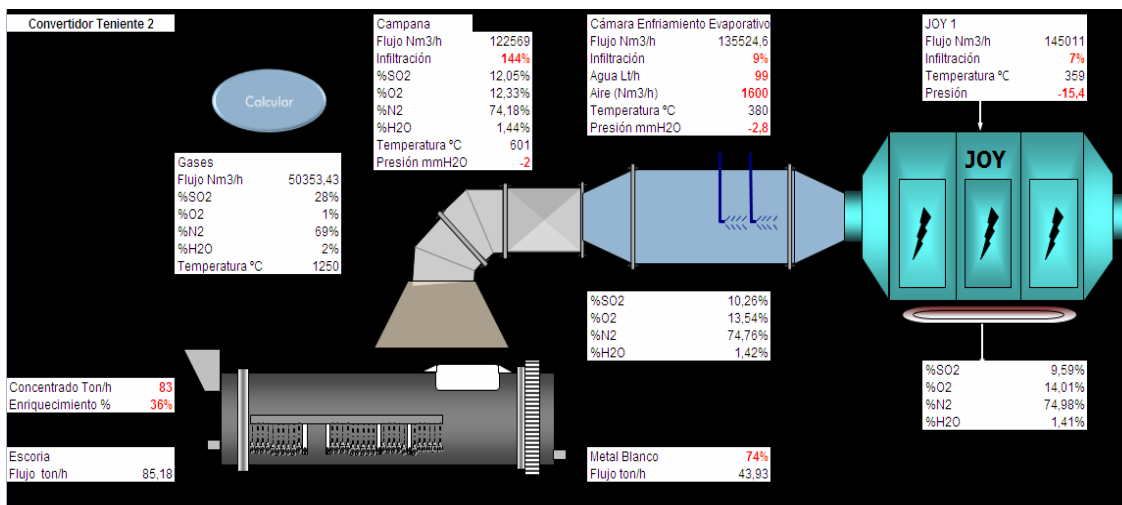 Convertidor Teniente 2
Calcular
Gases
Flujo Nm3/h 50353,43
%SO2 28%
%O2 1%
%N2 69%
%H2O 2%
Temperatura ºC 1250
Campana
Flujo Nm3/h 122569
Infiltración 144%
%SO2 12,05%
%O2 12,33%
%N2 74,18%
%H2O 1,44%
Temperatura ºC 601
Presión mmH2O -2
Cámara Enfriamiento Evaporativo
Flujo Nm3/h 135524,6
Infiltración 9%
Agua Lt/h 99
Aire (Nm3/h) 1600
Temperatura ºC 380
Presión mmH2O -2,8
JOY 1
Flujo Nm3/h 145011
Infiltración 7%
Temperatura ºC 359
Presión -15,4
JOY
%SO2 10,26%
%O2 13,54%
%N2 74,76%
%H2O 1,42%
%SO2 9,59%
%O2 14,01%
%N2 74,98%
%H2O 1,41%
Concentrado Ton/h 83
Enriquecimiento % 36%
Escoria
Flujo ton/h 85,18
Metal Blanco 74%
Flujo ton/h 43,93